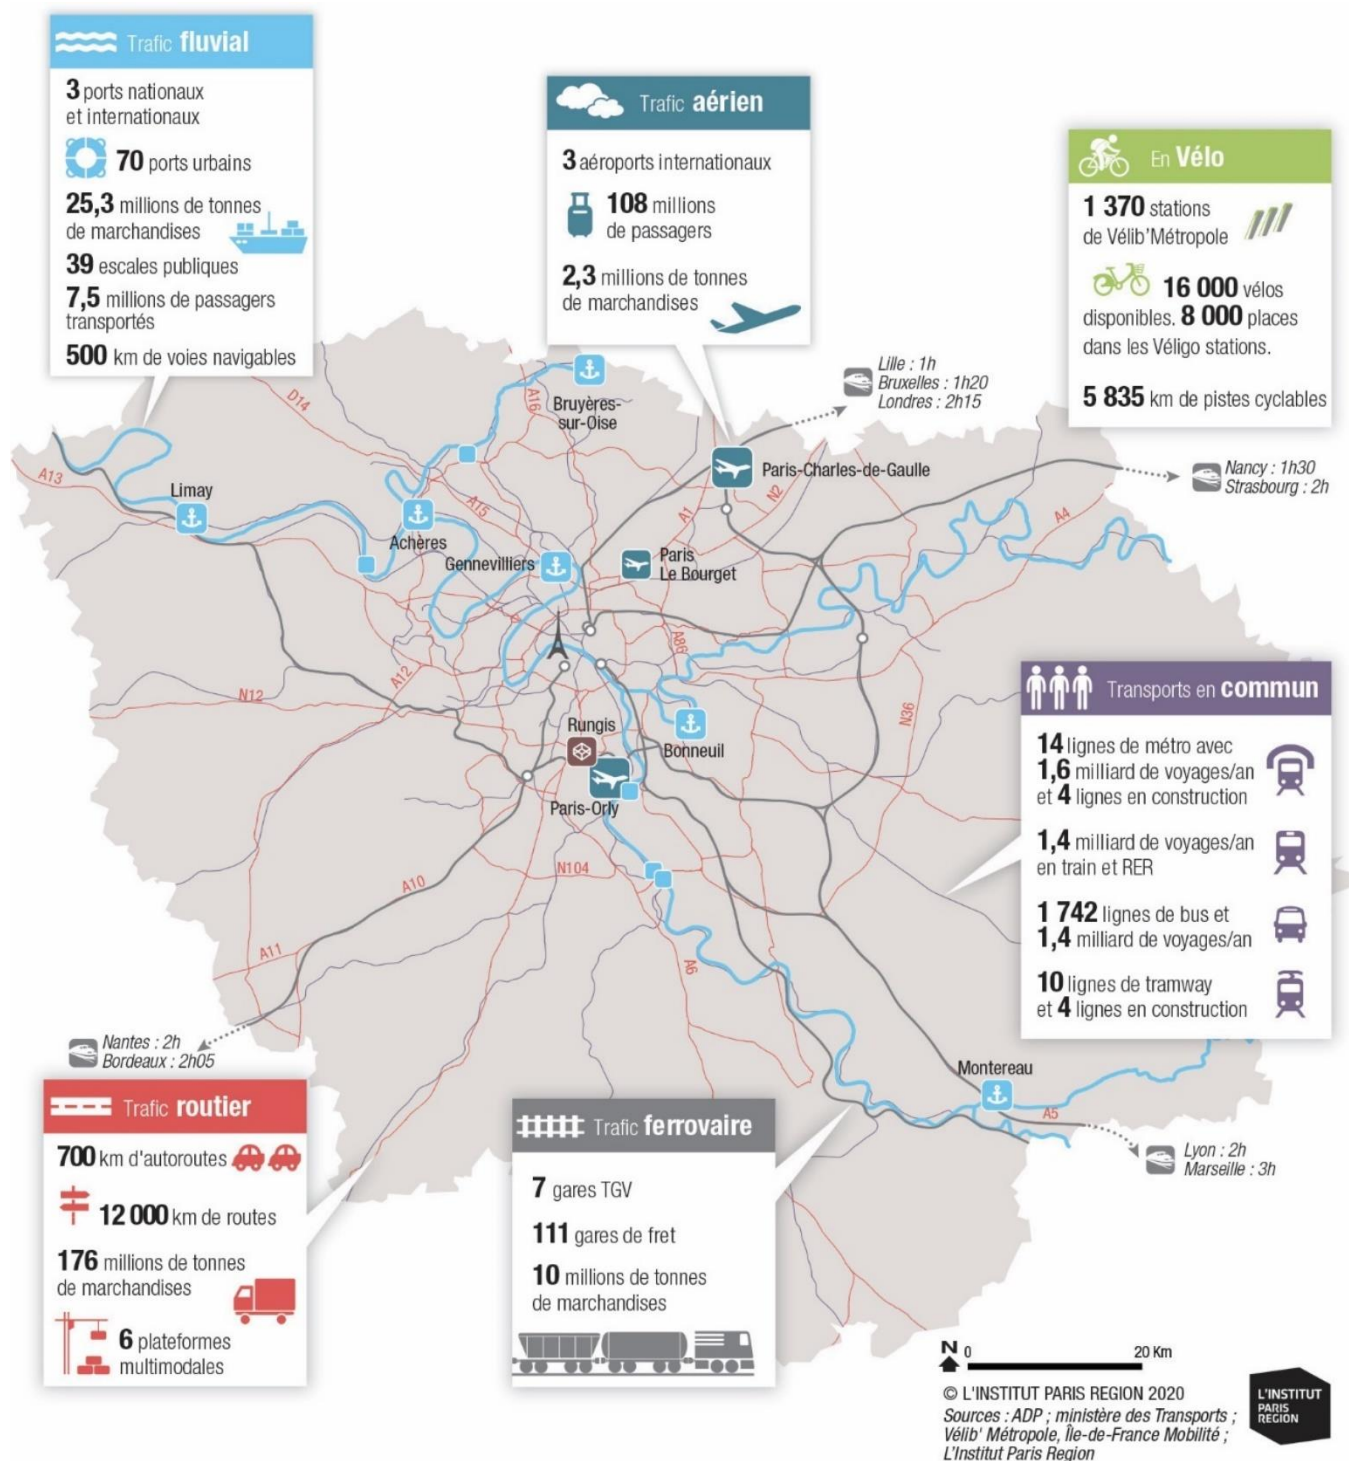 Trafic fluvial
3 ports nationaux
et internationaux
70 ports urbains
25,3 millions de tonnes
de marchandises
39 escales publiques
7,5 millions de passagers
transportés
500 km de voies navigables
Trafic aérien
3 aéroports internationaux
108 millions
de passagers
2,3 millions de tonnes
de marchandises
En Vélo
1 370 stations
de Vélib'Métropole
16 000 vélos
disponibles. 8 000 places
dans les Véligo stations.
5 835 km de pistes cyclables
Lille : 1h
Bruxelles : 1h20
Londres : 2h15
D14
A16
Bruyères-
sur-Oise
Paris-Charles-de-Gaulle
Nancy : 1h30
Strasbourg : 2h
A13
Limay
A15
N2
A1
A4
Achères
Gennevilliers
Paris
Le Bourget
A86
A12
N12
N36
Rungis
Bonneuil
Paris-Orly
Transports en commun
14 lignes de métro avec
1,6 milliard de voyages/an
et 4 lignes en construction
1,4 milliard de voyages/an
en train et RER
1 742 lignes de bus et
1,4 milliard de voyages/an
10 lignes de tramway
et 4 lignes en construction
N104
A10
A11
A6
Nantes : 2h
Bordeaux : 2h05
Montereau
A5
Lyon : 2h
Marseille : 3h
Trafic routier
700 km d'autoroutes
12 000 km de routes
176 millions de tonnes
de marchandises
6 plateformes
multimodales
Trafic ferrovaire
7 gares TGV
111 gares de fret
10 millions de tonnes
de marchandises
N 0 20 Km
© L'INSTITUT PARIS REGION 2020
Sources : ADP ; ministère des Transports ;
Vélib' Métropole, Île-de-France Mobilité ;
L'Institut Paris Region
L'INSTITUT
PARIS
REGION